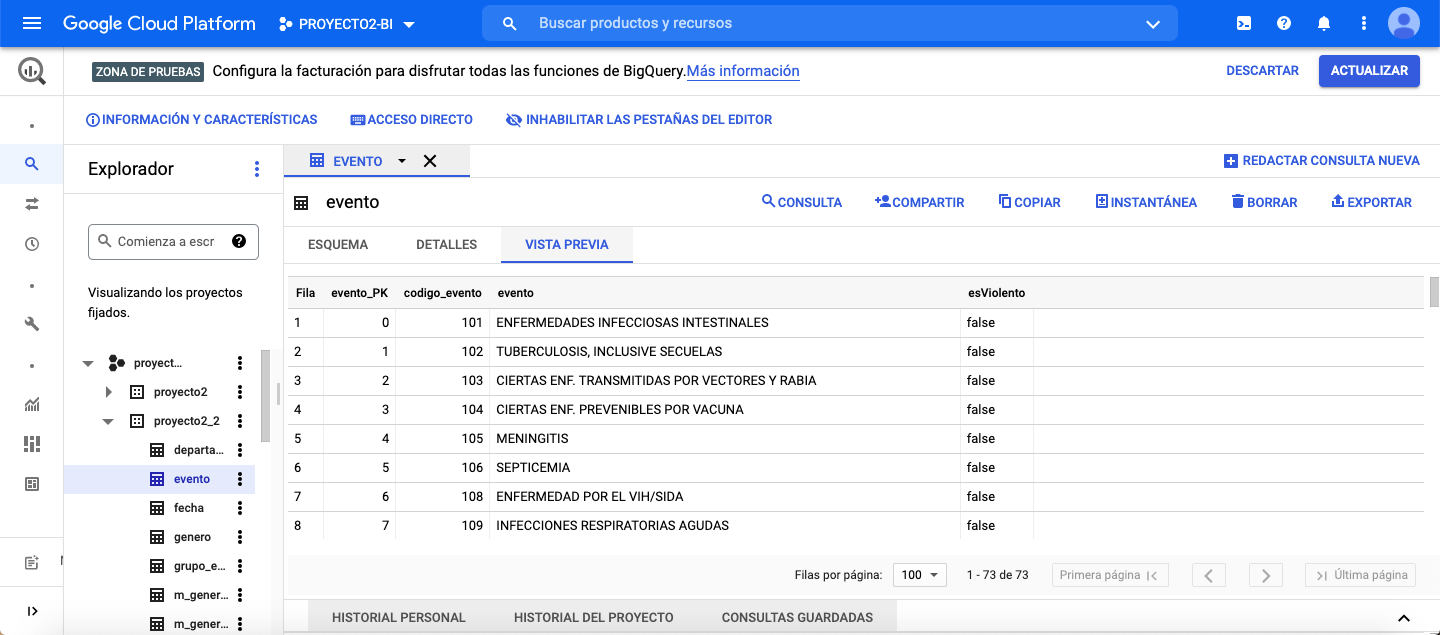 Google Cloud Platform PROYECTO2-BI Buscar productos y recursos
ZONA DE PRUEBAS Configura la facturación para disfrutar todas las funciones de BigQuery. Más información DESCARTAR ACTUALIZAR
INFORMACIÓN Y CARACTERÍSTICAS ACCESO DIRECTO INHABILITAR LAS PESTAÑAS DEL EDITOR
Explorador
Comienza a escr
Visualizando los proyectos
fijados.
proyect...
proyecto2
proyecto2_2
departa...
evento
fecha
genero
grupo_e...
m_gener...
m_gener...
EVENTO REDACTAR CONSULTA NUEVA
evento CONSULTA COMPARTIR COPIAR INSTANTÁNEA BORRAR EXPORTAR
ESQUEMA DETALLES VISTA PREVIA
Fila evento_PK codigo_evento evento esViolento
1 0 101 ENFERMEDADES INFECCIOSAS INTESTINALES false
2 1 102 TUBERCULOSIS, INCLUSIVE SECUELAS false
3 2 103 CIERTAS ENF. TRANSMITIDAS POR VECTORES Y RABIA false
4 3 104 CIERTAS ENF. PREVENIBLES POR VACUNA false
5 4 105 MENINGITIS false
6 5 106 SEPTICEMIA false
7 6 108 ENFERMEDAD POR EL VIH/SIDA false
8 7 109 INFECCIONES RESPIRATORIAS AGUDAS false
Filas por página: 100 1 - 73 de 73 Primera página Última página
HISTORIAL PERSONAL HISTORIAL DEL PROYECTO CONSULTAS GUARDADAS